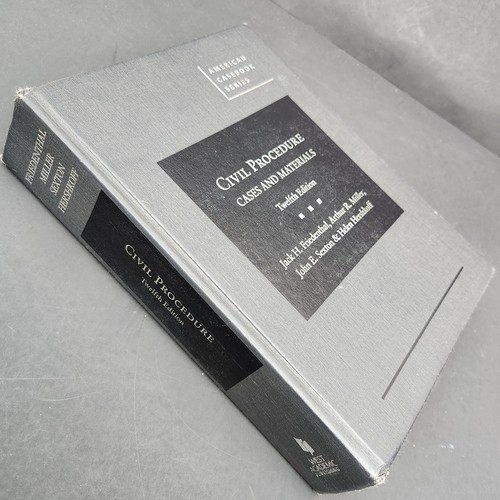 AMERICAN
CASEBOOK
SERIES
CIVIL PROCEDURE
CASES AND MATERIALS
Twelfth Edition
Jack H. Friedenthal, Arthur R. Miller,
John E. Sexton & Helen Hershkoff
FRIEDENTHAL
MILLER
SEXTON
HERSHKOFF
CIVIL PROCEDURE
Twelfth Edition
WEST
ACADEMIC
PUBLISHING